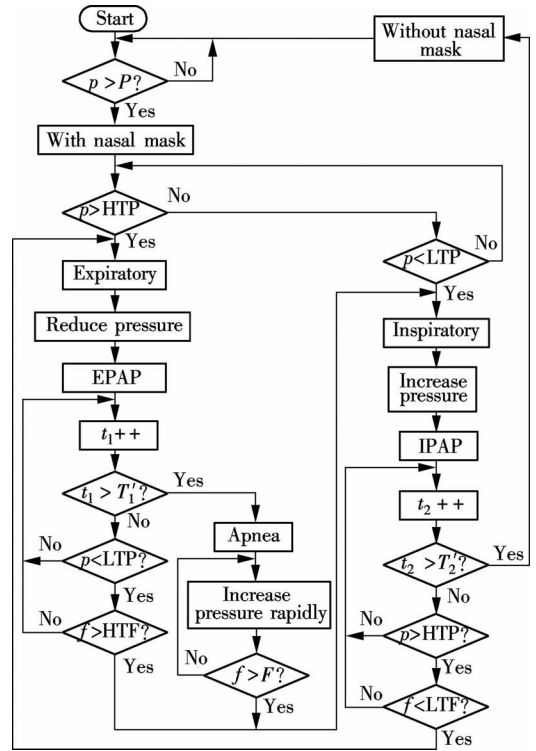 Start
Without nasal
mask
p > P?
No
Yes
With nasal mask
p>HTP
No
Yes
p<LTP
No
Yes
Expiratory
Reduce pressure
EPAP
t₁++
t₁ > T₁′?
Yes
No
p<LTP?
No
Yes
f>HTF?
No
Yes
Apnea
Increase
pressure rapidly
f>F?
No
Yes
Inspiratory
Increase
pressure
IPAP
t₂ ++
t₂ >T₂′?
Yes
No
p>HTP?
No
Yes
f<LTF?
No
Yes